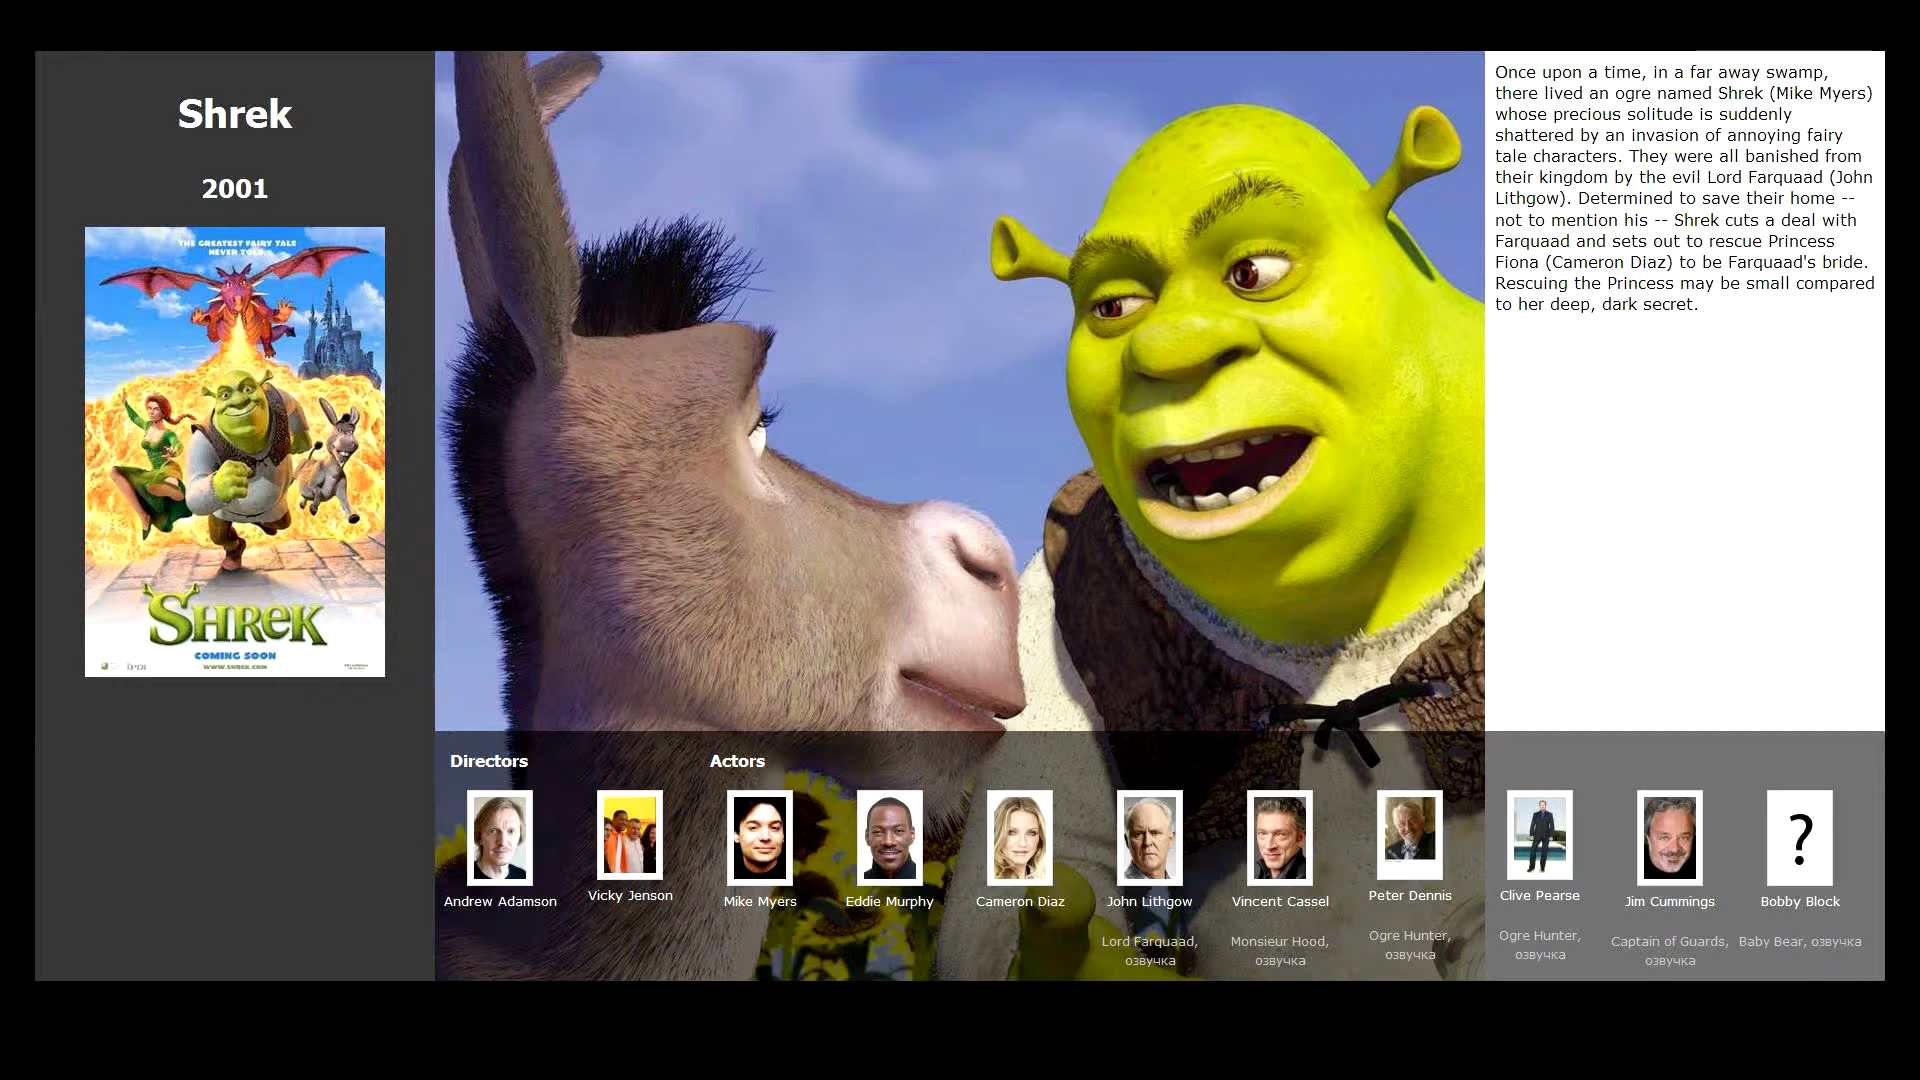 Shrek
2001
THE GREATEST FAIRY TALE
NEVER TOLD.
SHREK
COMING SOON
WWW.SHREK.COM
Once upon a time, in a far away swamp,
there lived an ogre named Shrek (Mike Myers)
whose precious solitude is suddenly
shattered by an invasion of annoying fairy
tale characters. They were all banished from
their kingdom by the evil Lord Farquaad (John
Lithgow). Determined to save their home --
not to mention his -- Shrek cuts a deal with
Farquaad and sets out to rescue Princess
Fiona (Cameron Diaz) to be Farquaad's bride.
Rescuing the Princess may be small compared
to her deep, dark secret.
Directors
Actors
?
Andrew Adamson
Vicky Jenson
Mike Myers
Eddie Murphy
Cameron Diaz
John Lithgow
Vincent Cassel
Peter Dennis
Clive Pearse
Jim Cummings
Bobby Block
Lord Farquaad,
озвучка
Monsieur Hood,
озвучка
Ogre Hunter,
озвучка
Ogre Hunter,
озвучка
Captain of Guards,
озвучка
Baby Bear, озвучка